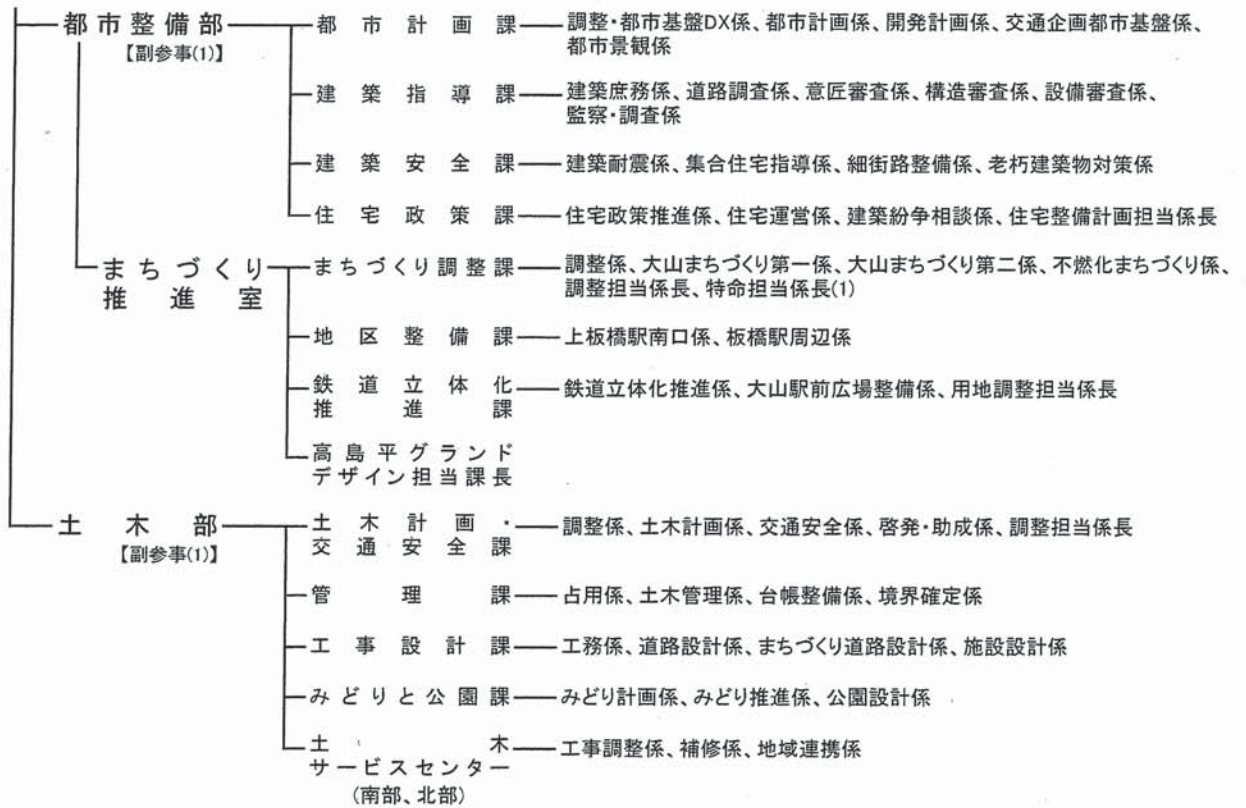 都市整備部
【副参事(1)】
都市計画課
調整・都市基盤DX係、都市計画係、開発計画係、交通企画都市基盤係、
都市景観係
建築指導課
建築庶務係、道路調査係、意匠審査係、構造審査係、設備審査係、
監察・調査係
建築安全課
建築耐震係、集合住宅指導係、細街路整備係、老朽建築物対策係
住宅政策課
住宅政策推進係、住宅運営係、建築紛争相談係、住宅整備計画担当係長
まちづくり
推進室
まちづくり調整課
調整係、大山まちづくり第一係、大山まちづくり第二係、不燃化まちづくり係、
調整担当係長、特命担当係長(1)
地区整備課
上板橋駅南口係、板橋駅周辺係
鉄道立体化
推進課
鉄道立体化推進係、大山駅前広場整備係、用地調整担当係長
高島平グランド
デザイン担当課長
土木部
【副参事(1)】
土木計画・
交通安全課
調整係、土木計画係、交通安全係、啓発・助成係、調整担当係長
管理課
占用係、土木管理係、台帳整備係、境界確定係
工事設計課
工務係、道路設計係、まちづくり道路設計係、施設設計係
みどりと公園課
みどり計画係、みどり推進係、公園設計係
土木
サービスセンター
(南部、北部)
工事調整係、補修係、地域連携係